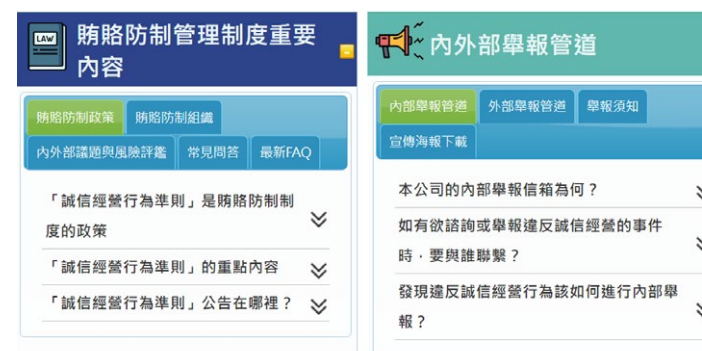 LAW
賄賂防制管理制度重要
內容
賄賂防制政策 賄賂防制組織
內外部議題與風險評鑑 常見問答 最新FAQ
「誠信經營行為準則」是賄賂防制制
度的政策
「誠信經營行為準則」的重點內容
「誠信經營行為準則」公告在哪裡？
內外部舉報管道
內部舉報管道 外部舉報管道 舉報須知
宣傳海報下載
本公司的內部舉報信箱為何？
如有欲諮詢或舉報違反誠信經營的事件
時，要與誰聯繫？
發現違反誠信經營行為該如何進行內部舉
報？